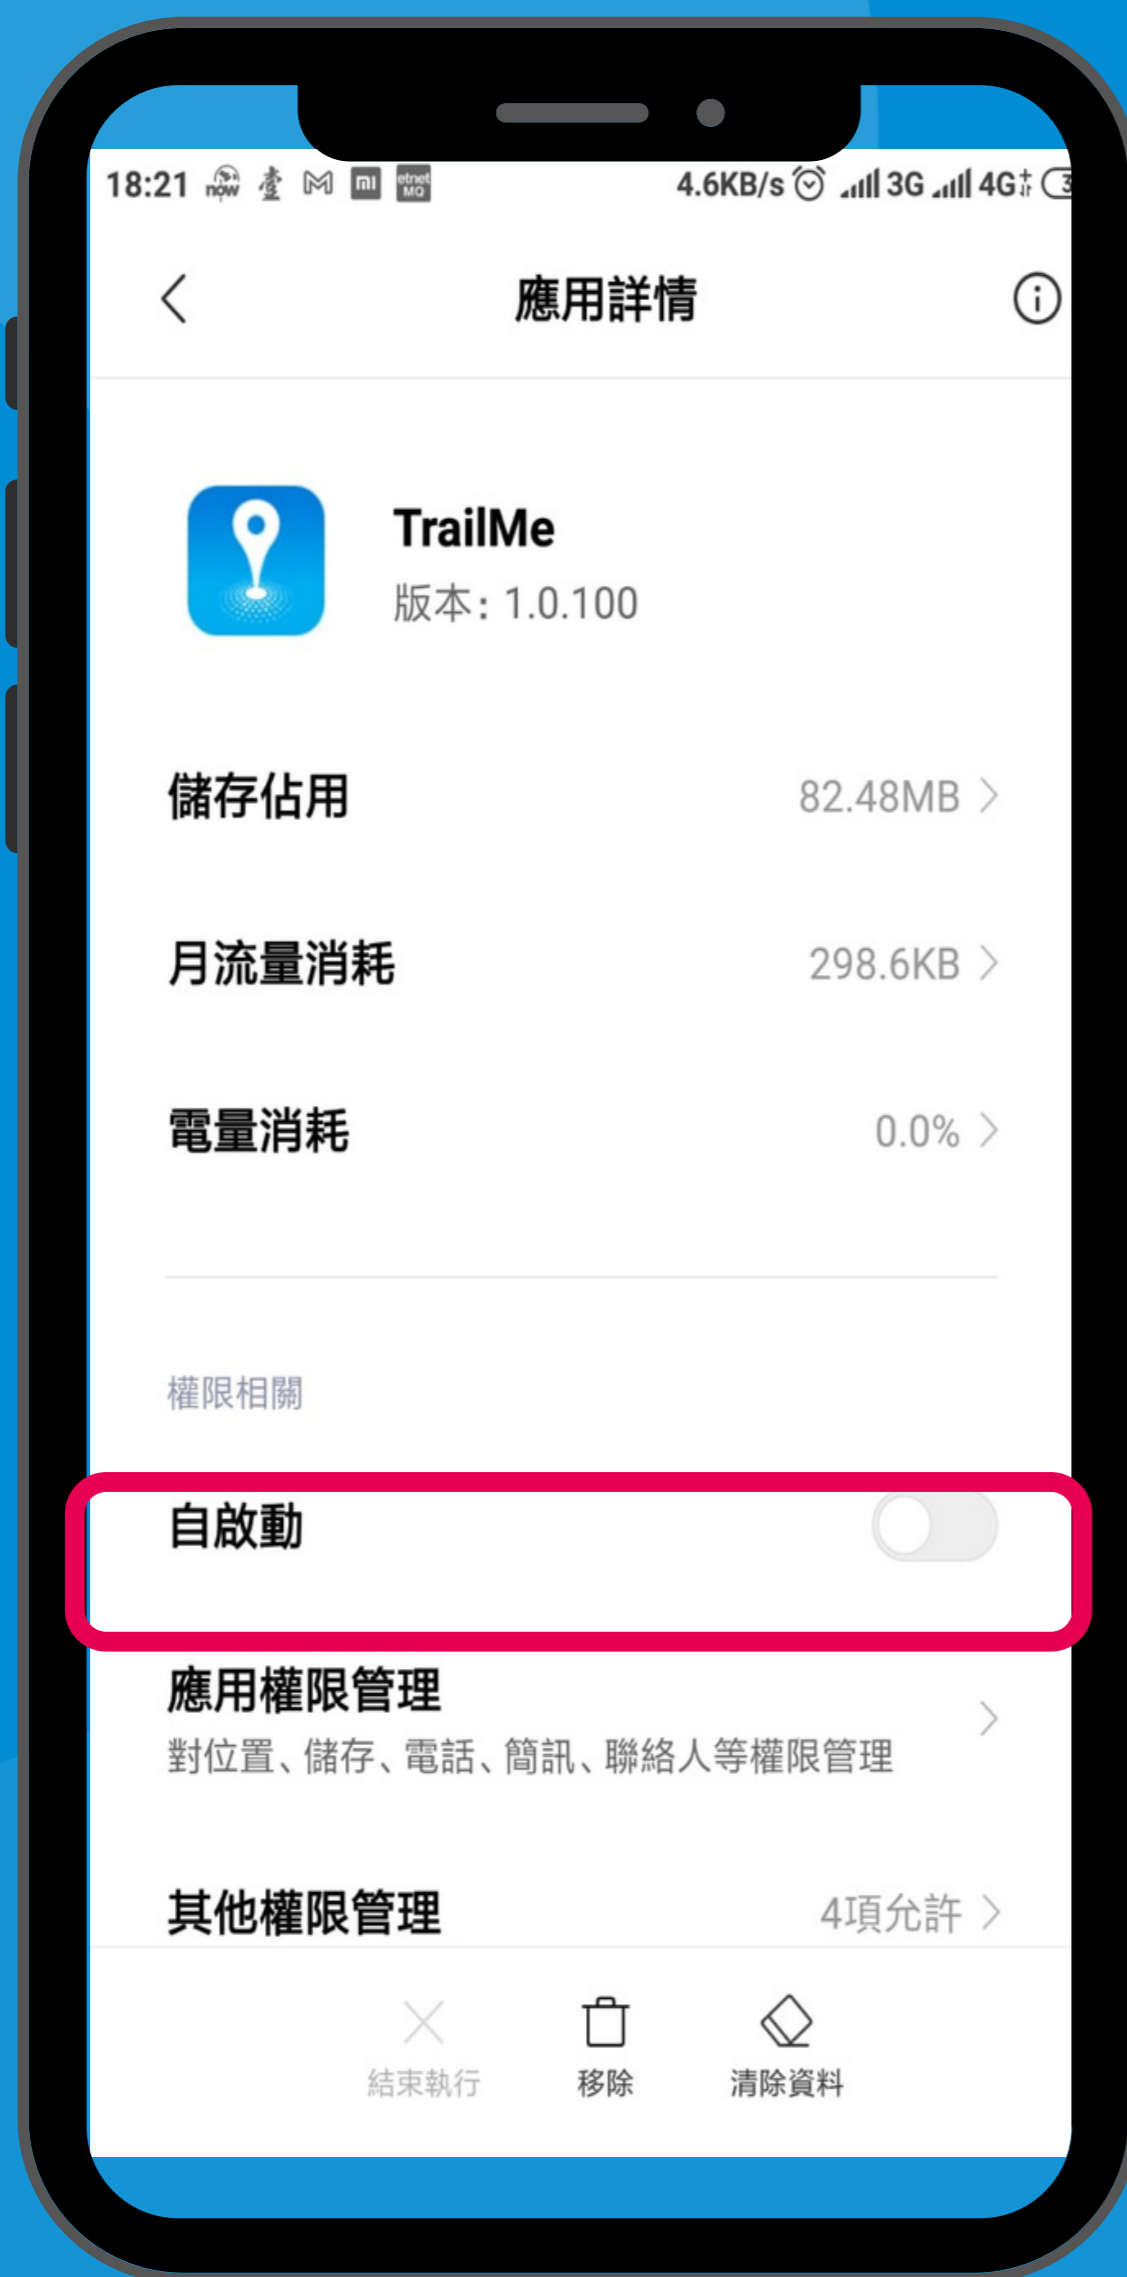 18:21 now 壹 etnet MQ 4.6KB/s 3G 4G
應用詳情
TrailMe
版本: 1.0.100
儲存佔用 82.48MB
月流量消耗 298.6KB
電量消耗 0.0%
權限相關
自啟動
應用權限管理
對位置、儲存、電話、簡訊、聯絡人等權限管理
其他權限管理 4項允許
結束執行 移除 清除資料